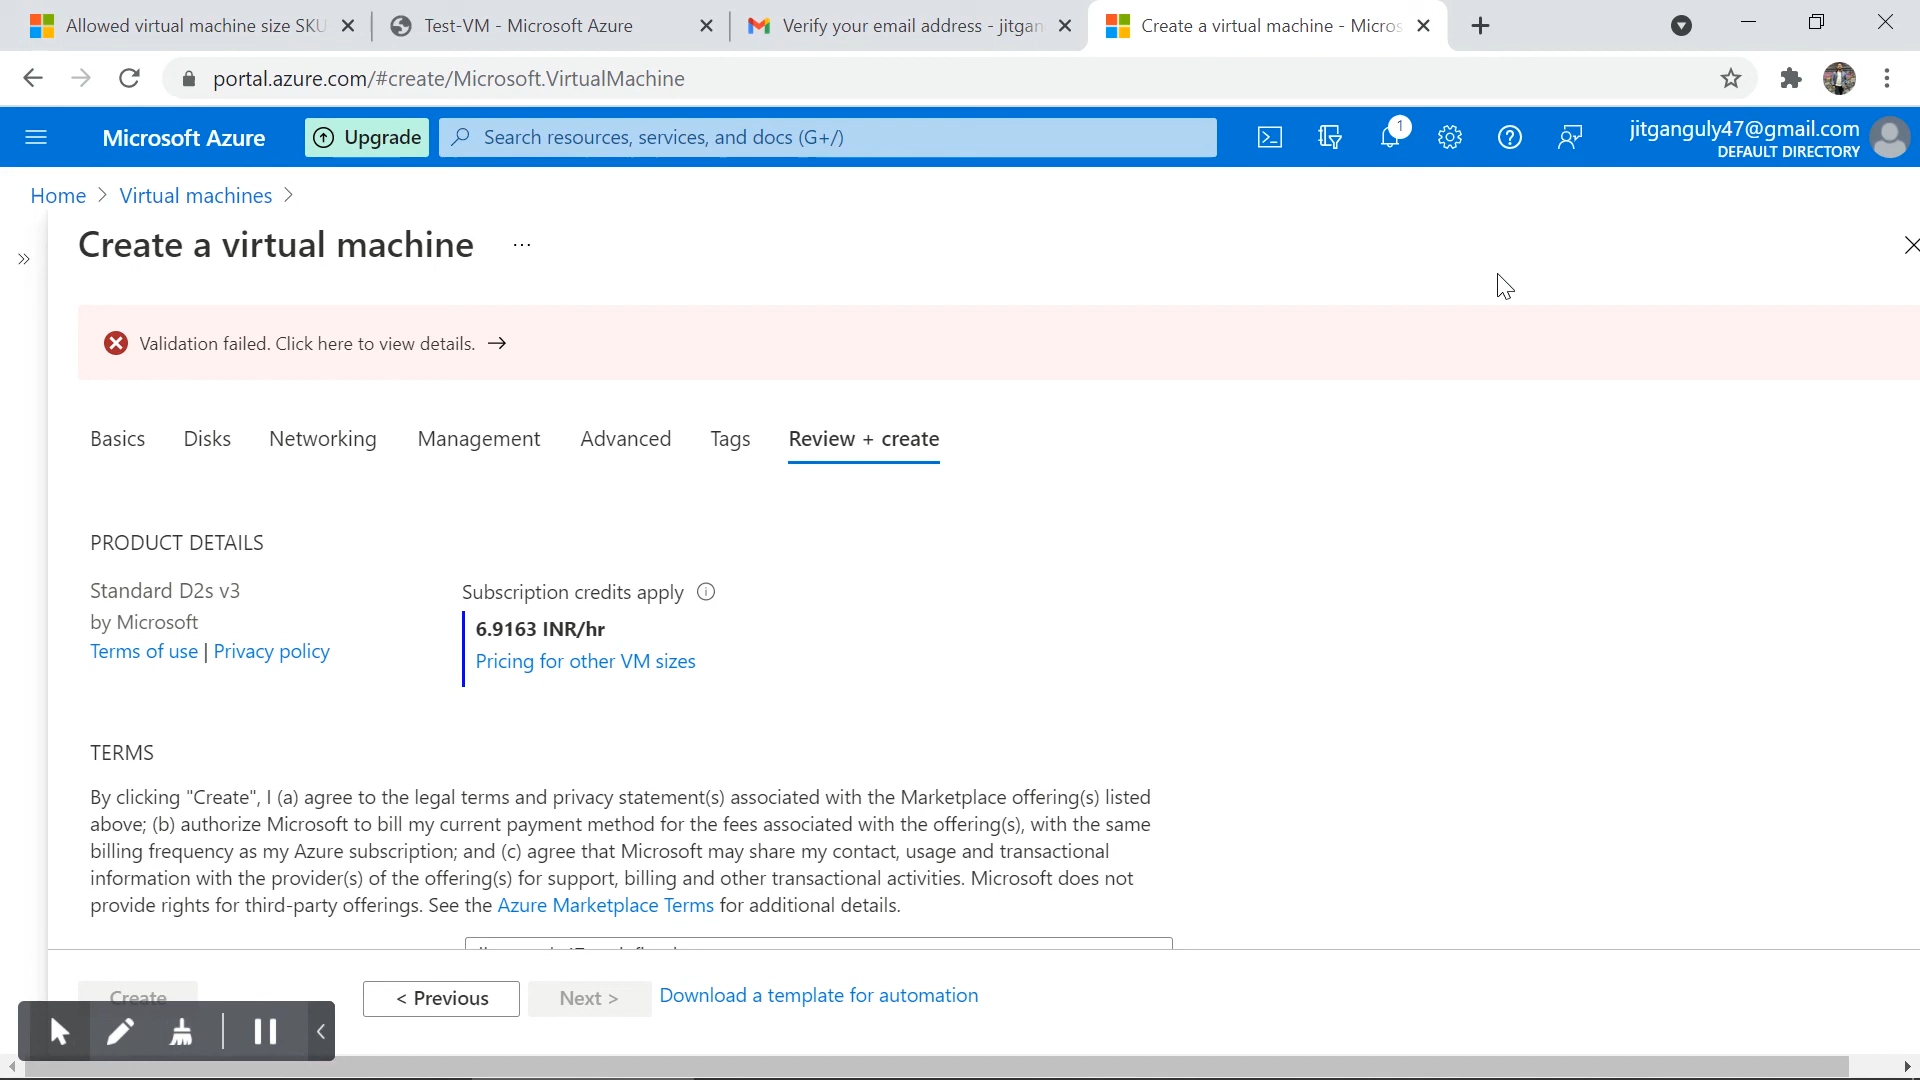 Allowed virtual machine size SKU
Test-VM - Microsoft Azure
Verify your email address - jitgan
Create a virtual machine - Micros
portal.azure.com/#create/Microsoft.VirtualMachine
Microsoft Azure
Upgrade
Search resources, services, and docs (G+/)
1
jitganguly47@gmail.com
DEFAULT DIRECTORY
Home > Virtual machines >
Create a virtual machine ...
Validation failed. Click here to view details. →
Basics Disks Networking Management Advanced Tags Review + create
PRODUCT DETAILS
Standard D2s v3
by Microsoft
Terms of use | Privacy policy
Subscription credits apply
6.9163 INR/hr
Pricing for other VM sizes
TERMS
By clicking "Create", I (a) agree to the legal terms and privacy statement(s) associated with the Marketplace offering(s) listed
above; (b) authorize Microsoft to bill my current payment method for the fees associated with the offering(s), with the same
billing frequency as my Azure subscription; and (c) agree that Microsoft may share my contact, usage and transactional
information with the provider(s) of the offering(s) for support, billing and other transactional activities. Microsoft does not
provide rights for third-party offerings. See the Azure Marketplace Terms for additional details.
Create
< Previous
Next >
Download a template for automation